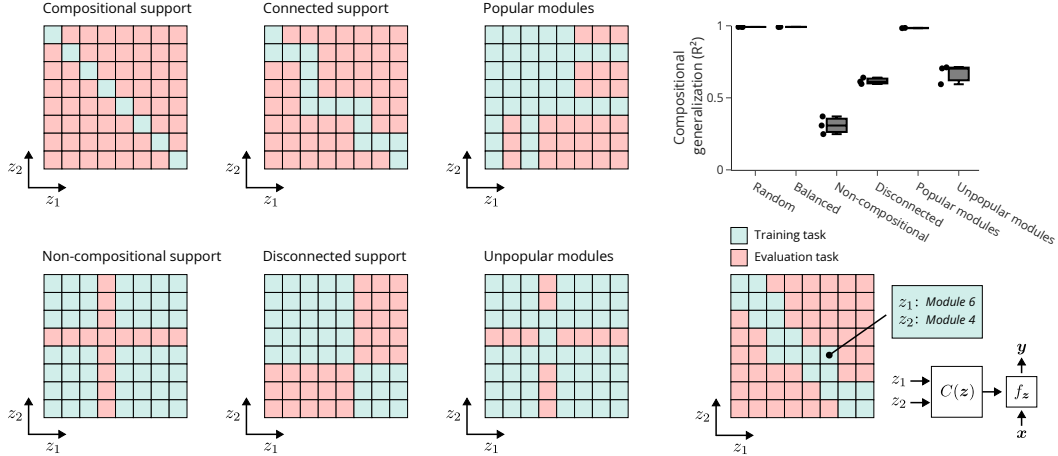 Compositional support
z₂
z₁
Connected support
z₂
z₁
Popular modules
z₂
z₁
Compositional
generalization (R²)
1
0.5
0
Random
Balanced
Non-compositional
Disconnected
Popular modules
Unpopular modules
Training task
Evaluation task
Non-compositional support
z₂
z₁
Disconnected support
z₂
z₁
Unpopular modules
z₂
z₁
z₂
z₁
z₁: Module 6
z₂: Module 4
z₁
z₂
C(z)
f_z
y
x